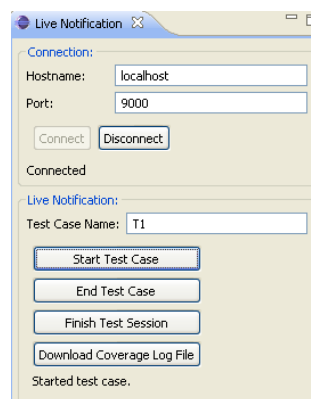 Live Notification
Connection:
Hostname: localhost
Port: 9000
Connect Disconnect
Connected
Live Notification:
Test Case Name: T1
Start Test Case
End Test Case
Finish Test Session
Download Coverage Log File
Started test case.